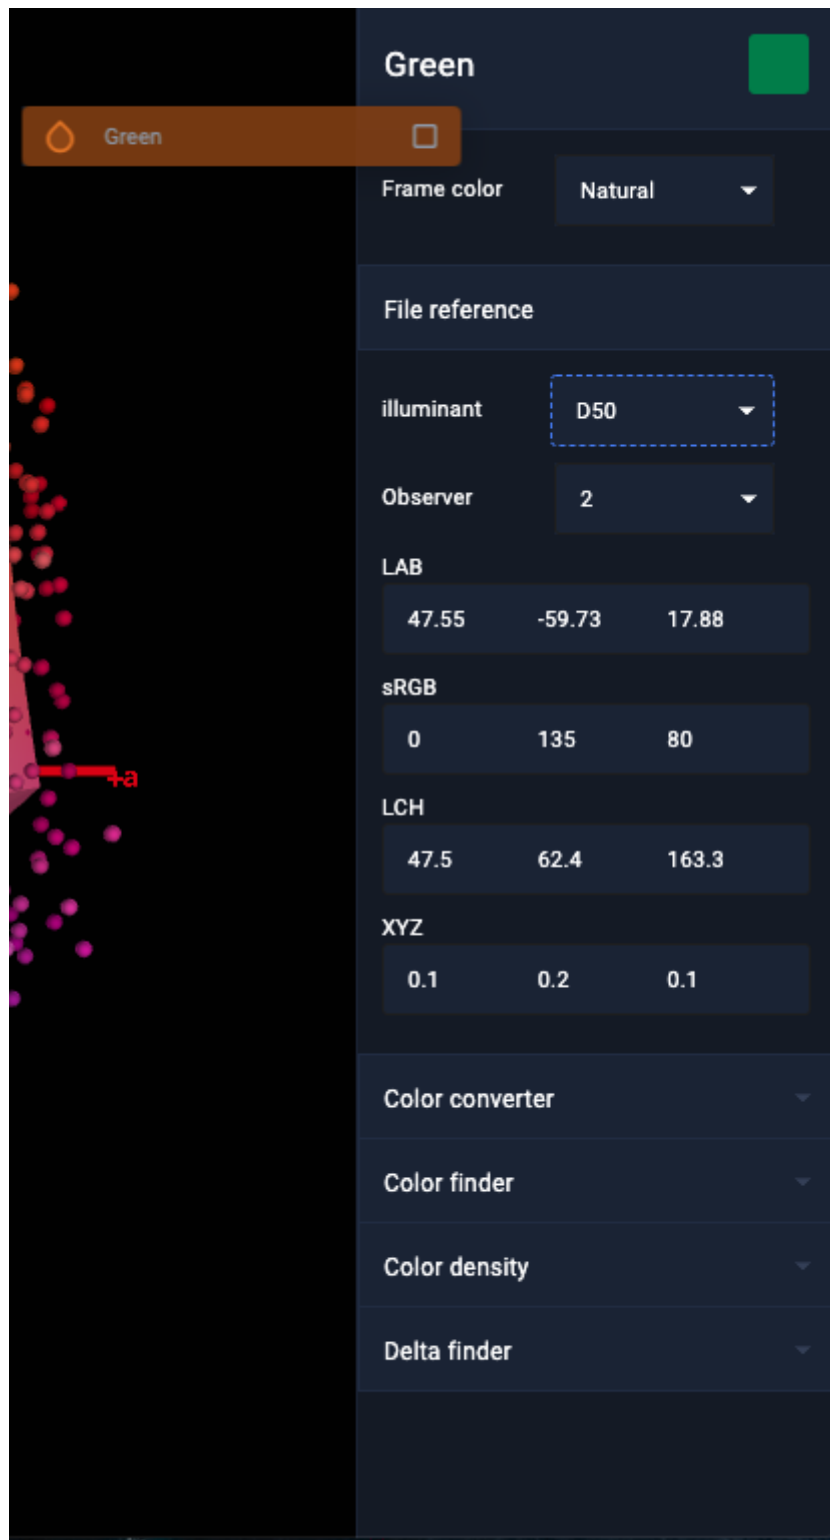 Green
Green
Frame color
Natural
File reference
illuminant
D50
Observer
2
LAB
47.55 -59.73 17.88
sRGB
0 135 80
LCH
47.5 62.4 163.3
XYZ
0.1 0.2 0.1
+a
Color converter
Color finder
Color density
Delta finder